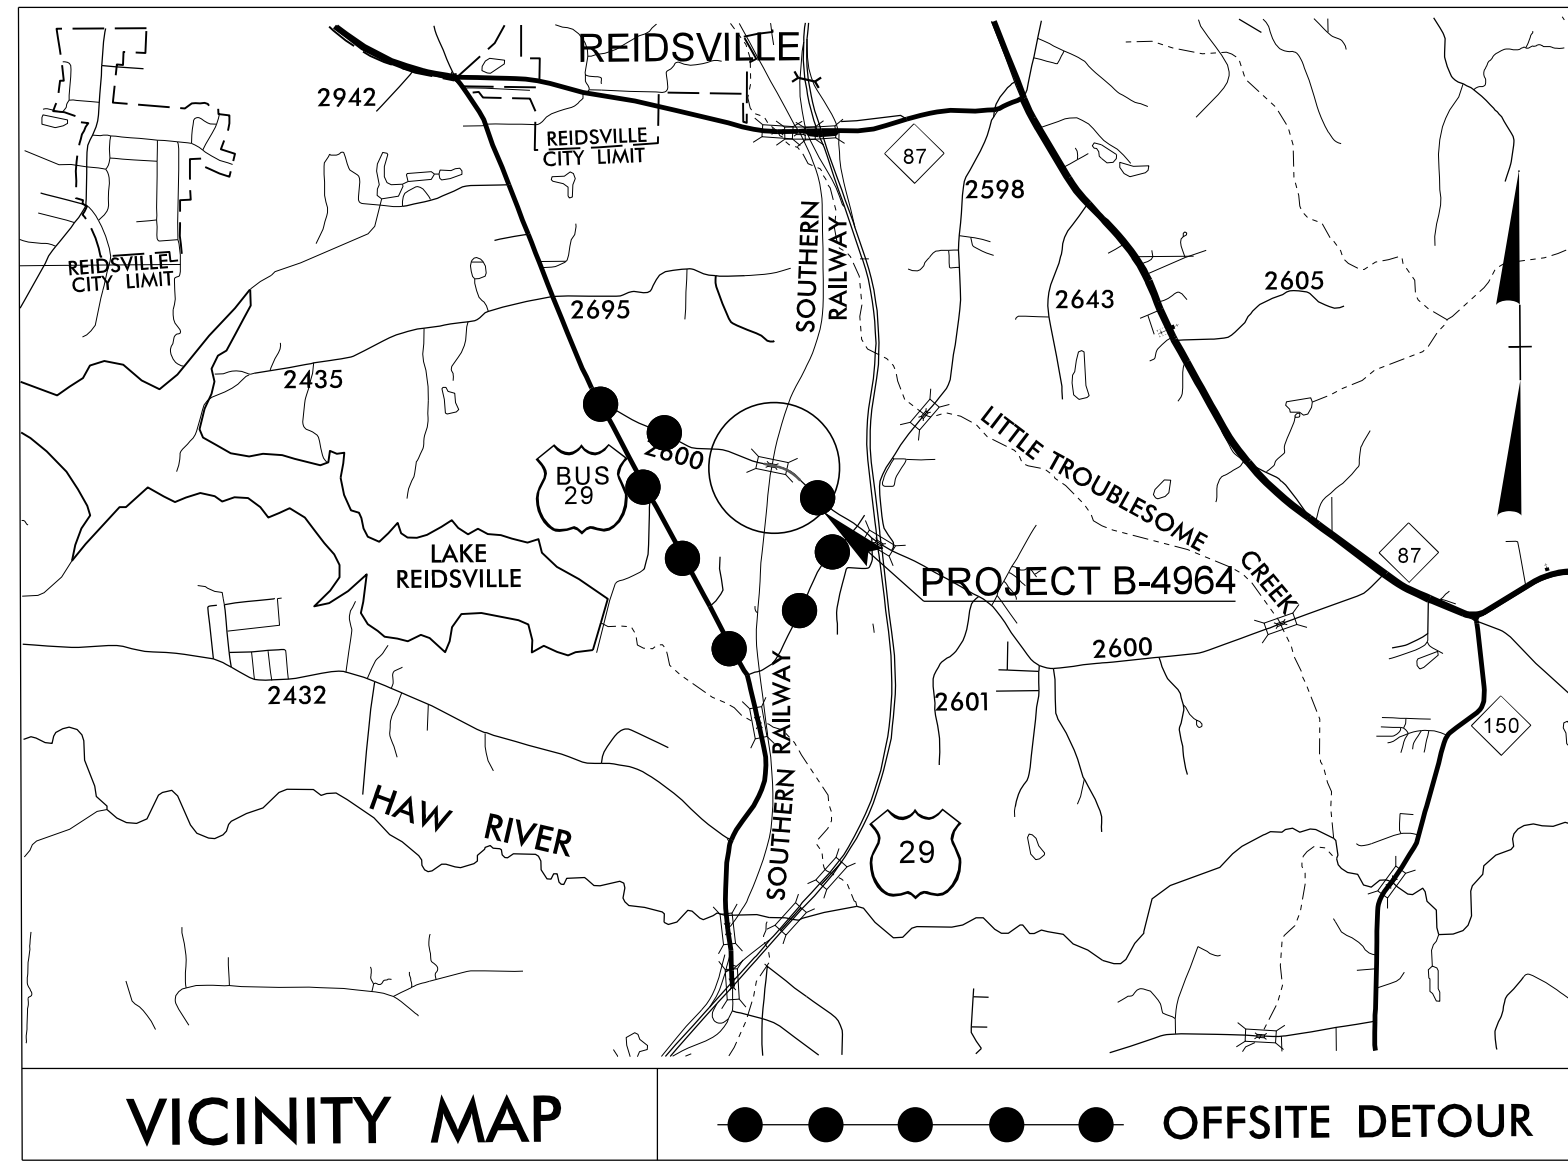 REIDSVILLE
2942
REIDSVILLE
CITY LIMIT
87
2598
SOUTHERN
RAILWAY
REIDSVILLE
CITY LIMIT
2605
2643
2695
2435
LITTLE TROUBLESOME CREEK
2600
BUS
29
LAKE
REIDSVILLE
87
PROJECT B-4964
2600
2432
2601
150
SOUTHERN RAILWAY
HAW RIVER
29
VICINITY MAP
OFFSITE DETOUR